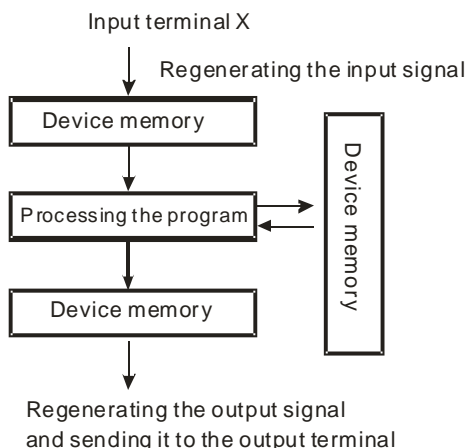 Input terminal X
Regenerating the input signal
Device memory
Processing the program
Device memory
Device memory
Regenerating the output signal
and sending it to the output terminal